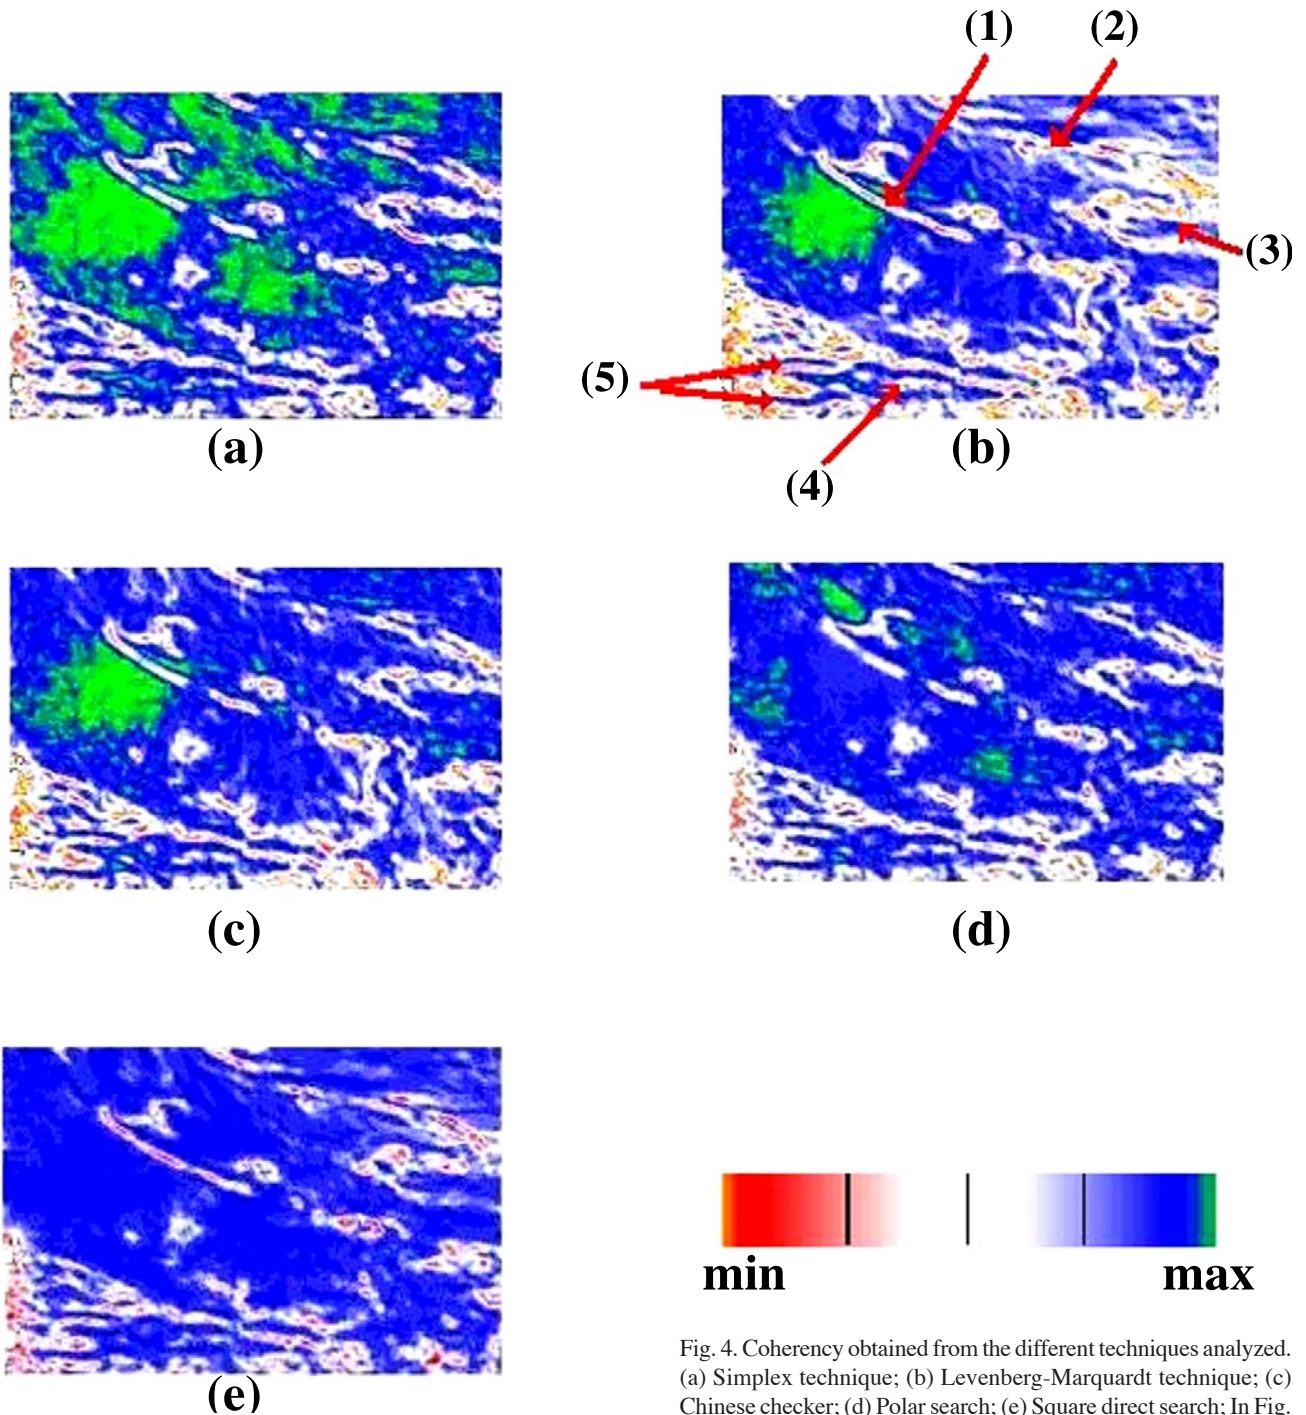 (1) (2)
(3)
(5)
(a) (b)
(4)
(c) (d)
min max
Fig. 4. Coherency obtained from the different techniques analyzed.
(a) Simplex technique; (b) Levenberg-Marquardt technique; (c)
Chinese checker; (d) Polar search; (e) Square direct search; In Fig.
(e)